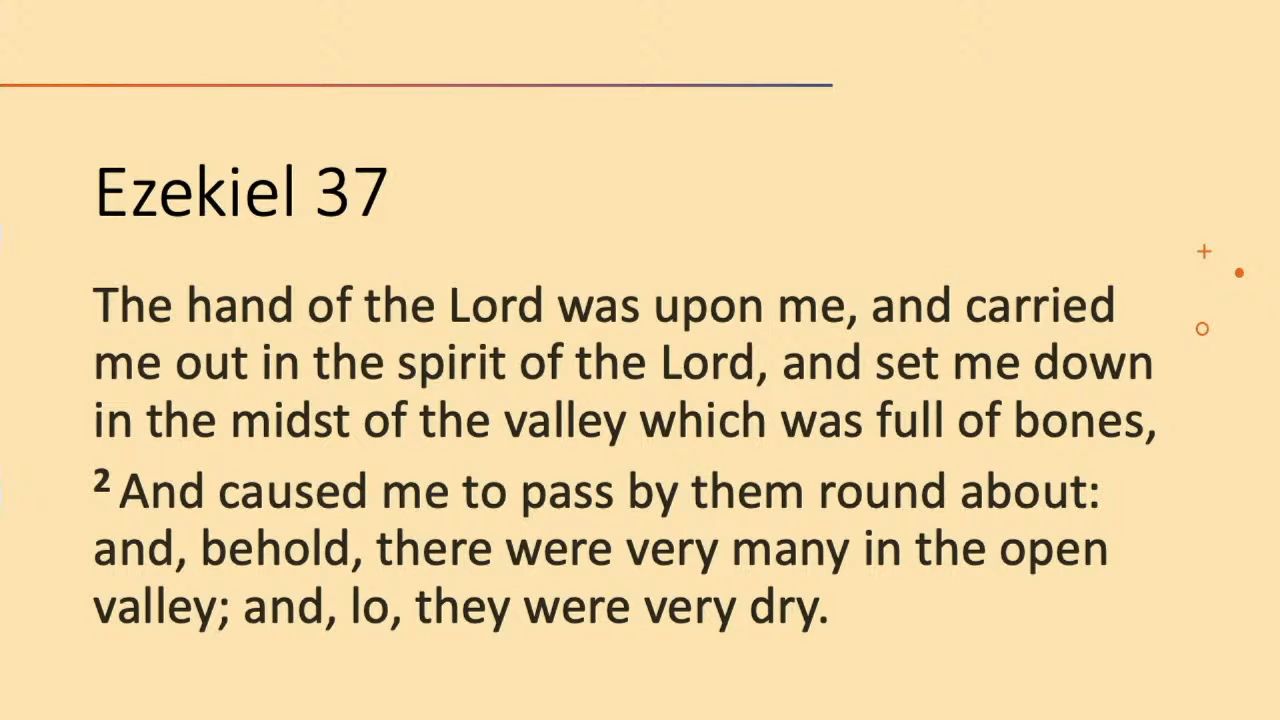 Ezekiel 37
The hand of the Lord was upon me, and carried
me out in the spirit of the Lord, and set me down
in the midst of the valley which was full of bones,
2 And caused me to pass by them round about:
and, behold, there were very many in the open
valley; and, lo, they were very dry.